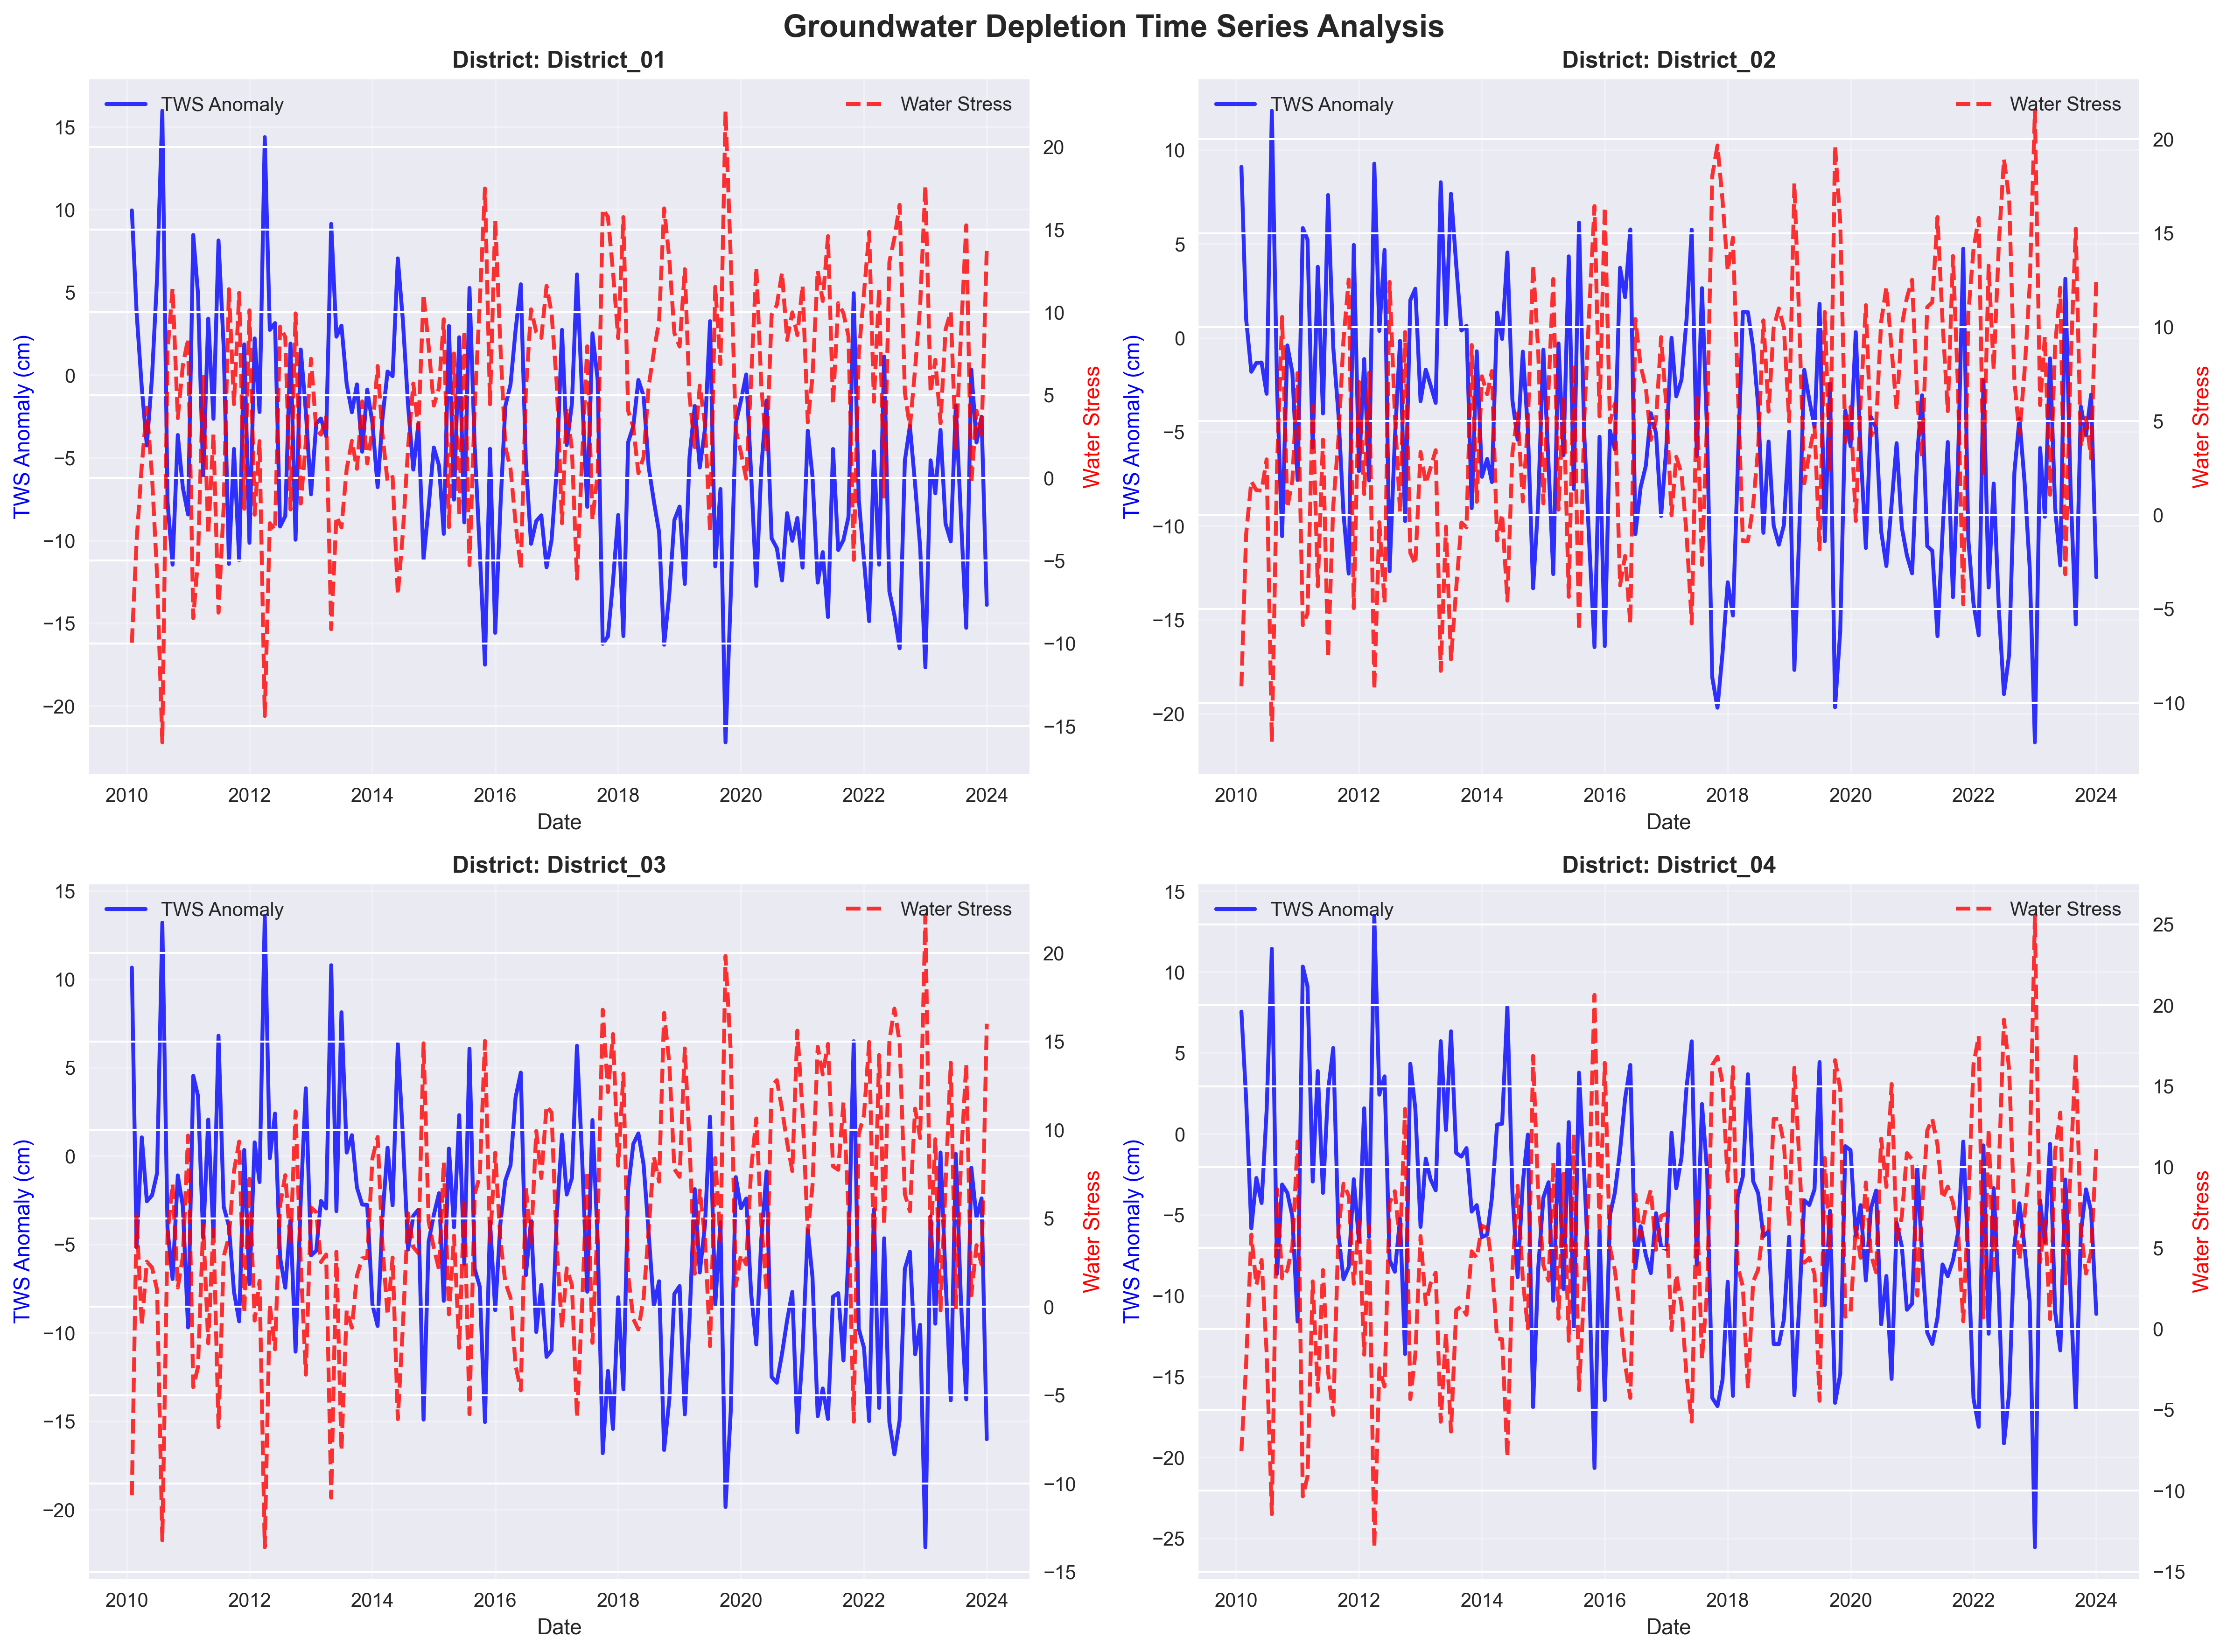 Groundwater Depletion Time Series Analysis
District: District_01
TWS Anomaly
Water Stress
15
10
5
0
−5
−10
−15
−20
TWS Anomaly (cm)
20
15
10
5
0
−5
−10
−15
Water Stress
2010 2012 2014 2016 2018 2020 2022 2024
Date
District: District_02
TWS Anomaly
Water Stress
10
5
0
−5
−10
−15
−20
TWS Anomaly (cm)
20
15
10
5
0
−5
−10
Water Stress
2010 2012 2014 2016 2018 2020 2022 2024
Date
District: District_03
TWS Anomaly
Water Stress
15
10
5
0
−5
−10
−15
−20
TWS Anomaly (cm)
20
15
10
5
0
−5
−10
−15
Water Stress
2010 2012 2014 2016 2018 2020 2022 2024
Date
District: District_04
TWS Anomaly
Water Stress
15
10
5
0
−5
−10
−15
−20
−25
TWS Anomaly (cm)
25
20
15
10
5
0
−5
−10
−15
Water Stress
2010 2012 2014 2016 2018 2020 2022 2024
Date